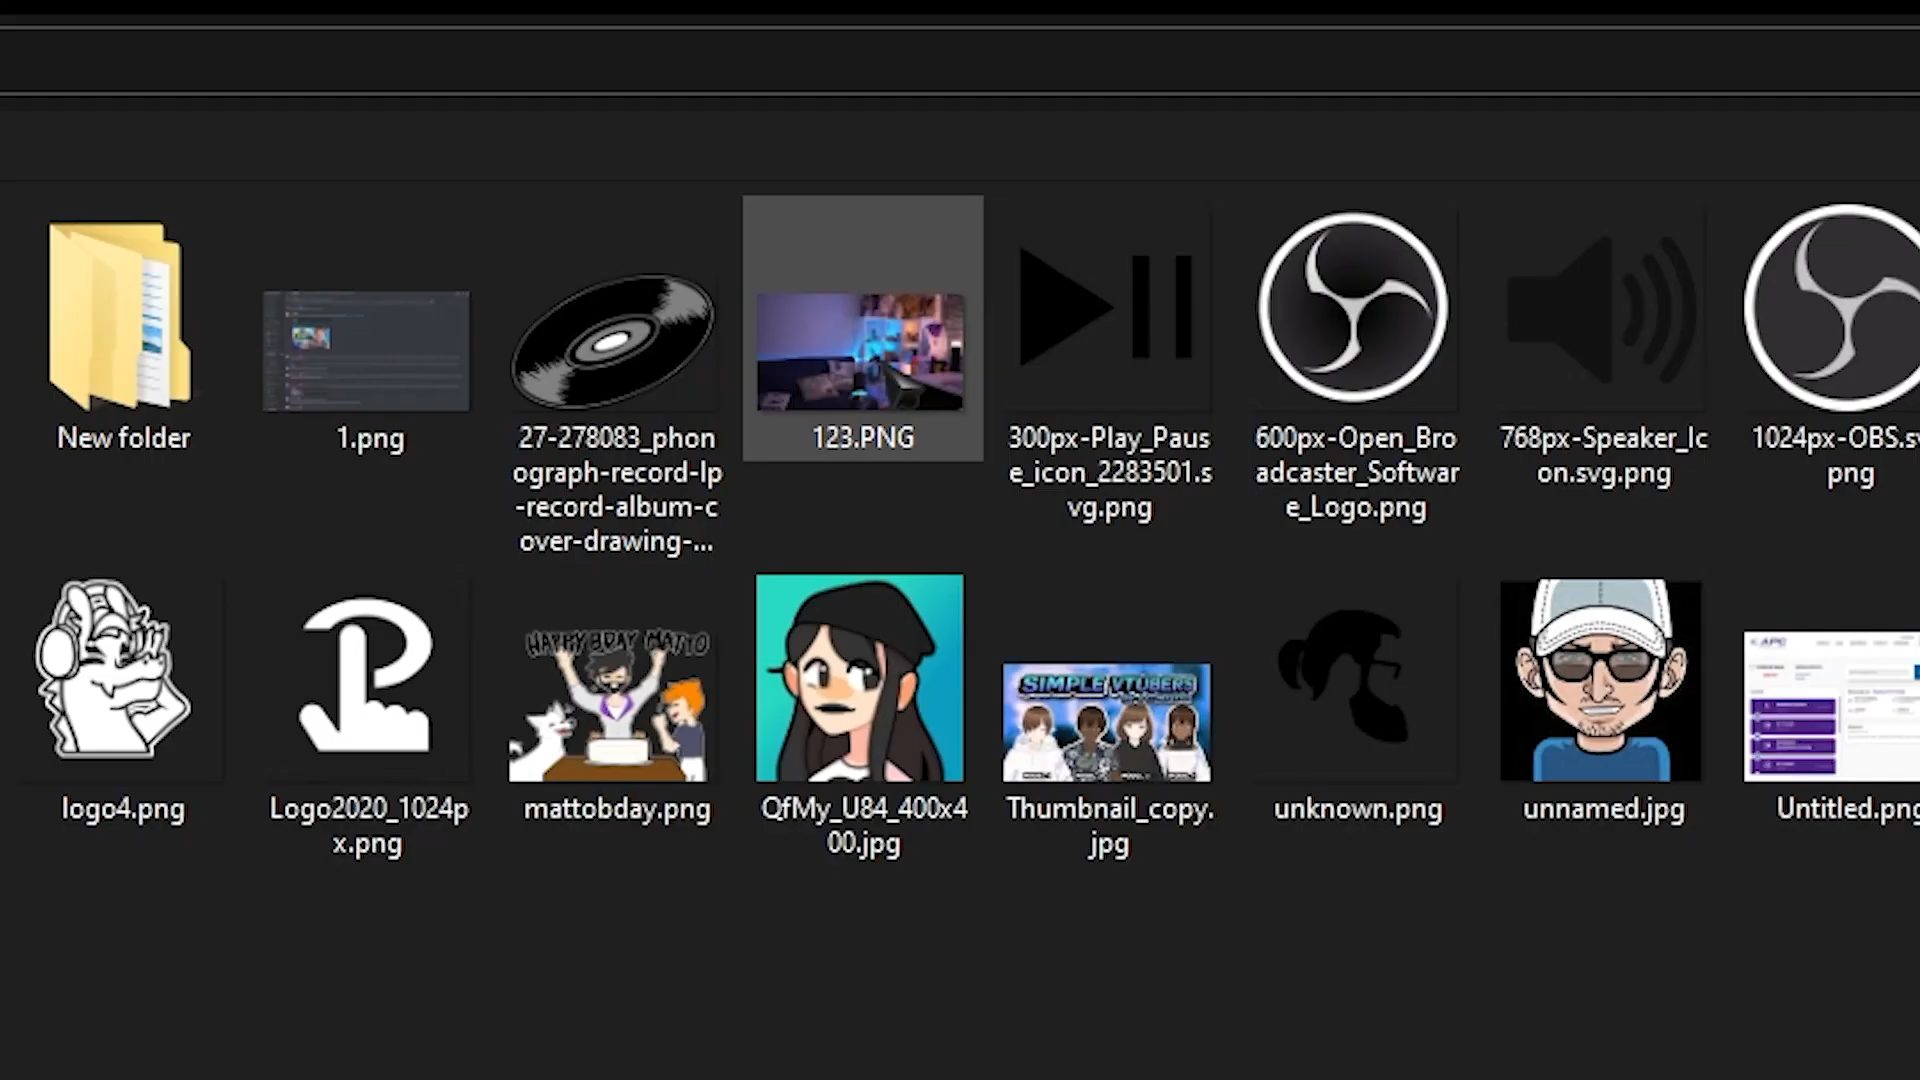 New folder
1.png
27-278083_phon
ograph-record-lp
-record-album-c
over-drawing-...
123.PNG
300px-Play_Paus
e_icon_2283501.s
vg.png
600px-Open_Bro
adcaster_Softwar
e_Logo.png
768px-Speaker_Ic
on.svg.png
1024px-OBS.sv
png
HAPPY BDAY MATTO
SIMPLE VTUBERS
APC
logo4.png
Logo2020_1024p
x.png
mattobday.png
QfMy_U84_400x4
00.jpg
Thumbnail_copy.
jpg
unknown.png
unnamed.jpg
Untitled.png